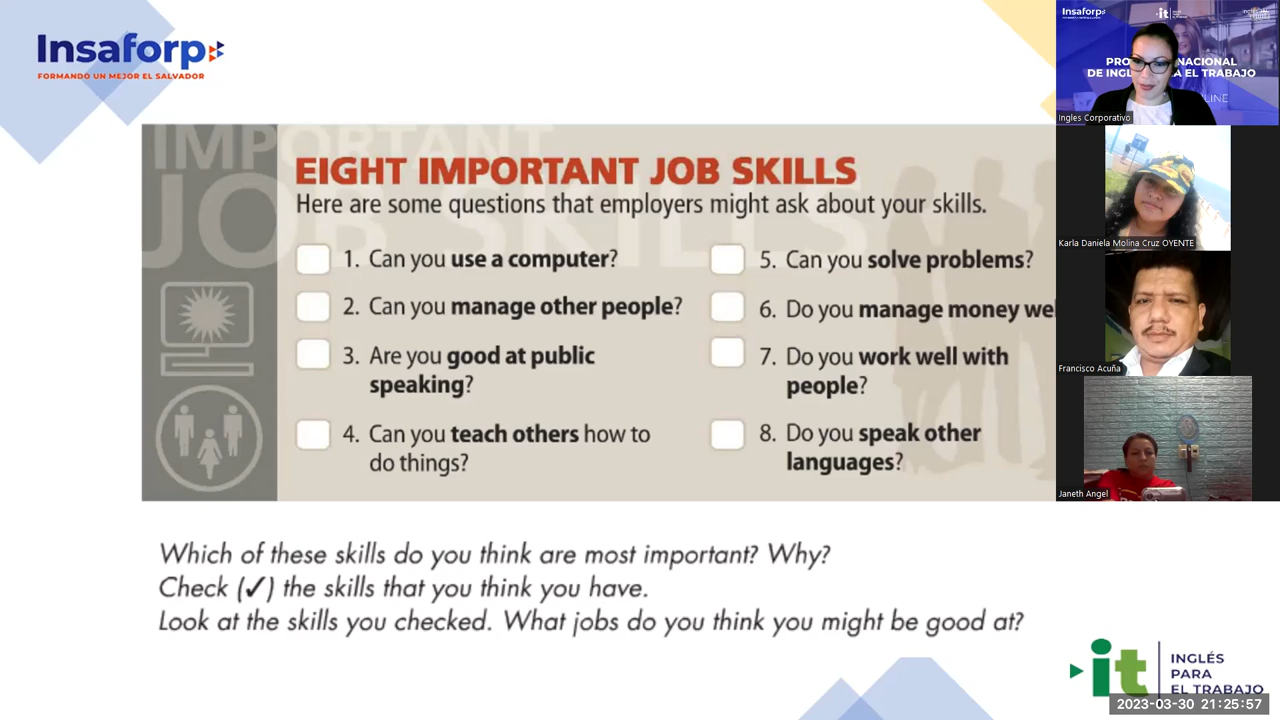 Insaforp
FORMANDO UN MEJOR EL SALVADOR
IMPORTANT
JOB SKILLS
EIGHT IMPORTANT JOB SKILLS
Here are some questions that employers might ask about your skills.
1. Can you use a computer?
2. Can you manage other people?
3. Are you good at public
speaking?
4. Can you teach others how to
do things?
5. Can you solve problems?
6. Do you manage money wel
7. Do you work well with
people?
8. Do you speak other
languages?
Which of these skills do you think are most important? Why?
Check (✓) the skills that you think you have.
Look at the skills you checked. What jobs do you think you might be good at?
it
INGLÉS
PARA
EL TRABAJO
2023-03-30 21:25:57
Insaforp
it
PRO NACIONAL
DE INGL A EL TRABAJO
LINE
Ingles Corporativo
Karla Daniela Molina Cruz OYENTE
Francisco Acuña
Janeth Angel